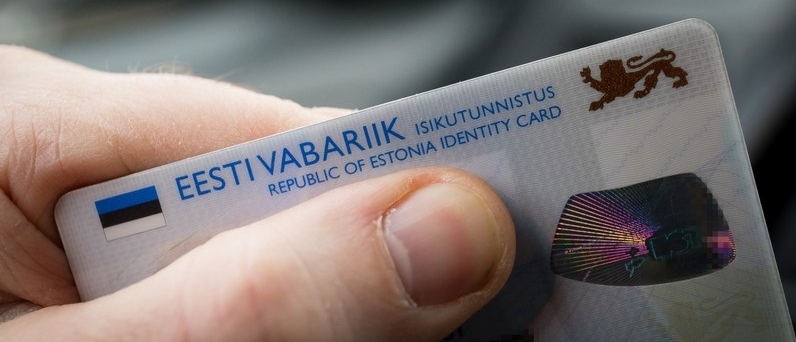 EESTI VABARIIK ISIKUTUNNISTUS
REPUBLIC OF ESTONIA IDENTITY CARD